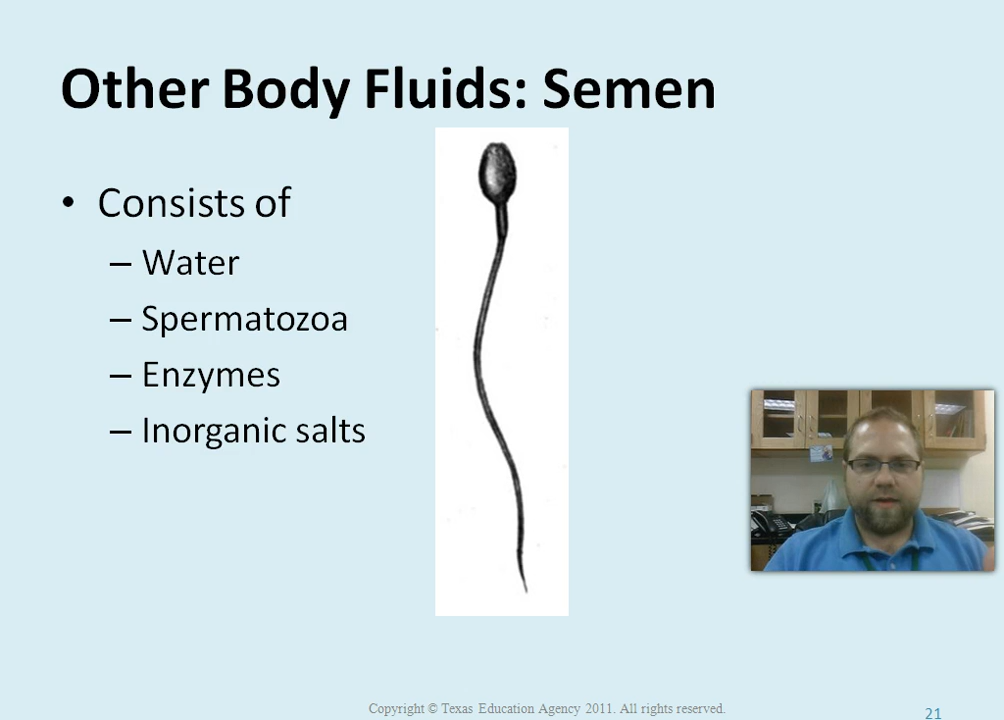 Other Body Fluids: Semen
• Consists of
– Water
– Spermatozoa
– Enzymes
– Inorganic salts
Copyright © Texas Education Agency 2011. All rights reserved.
21